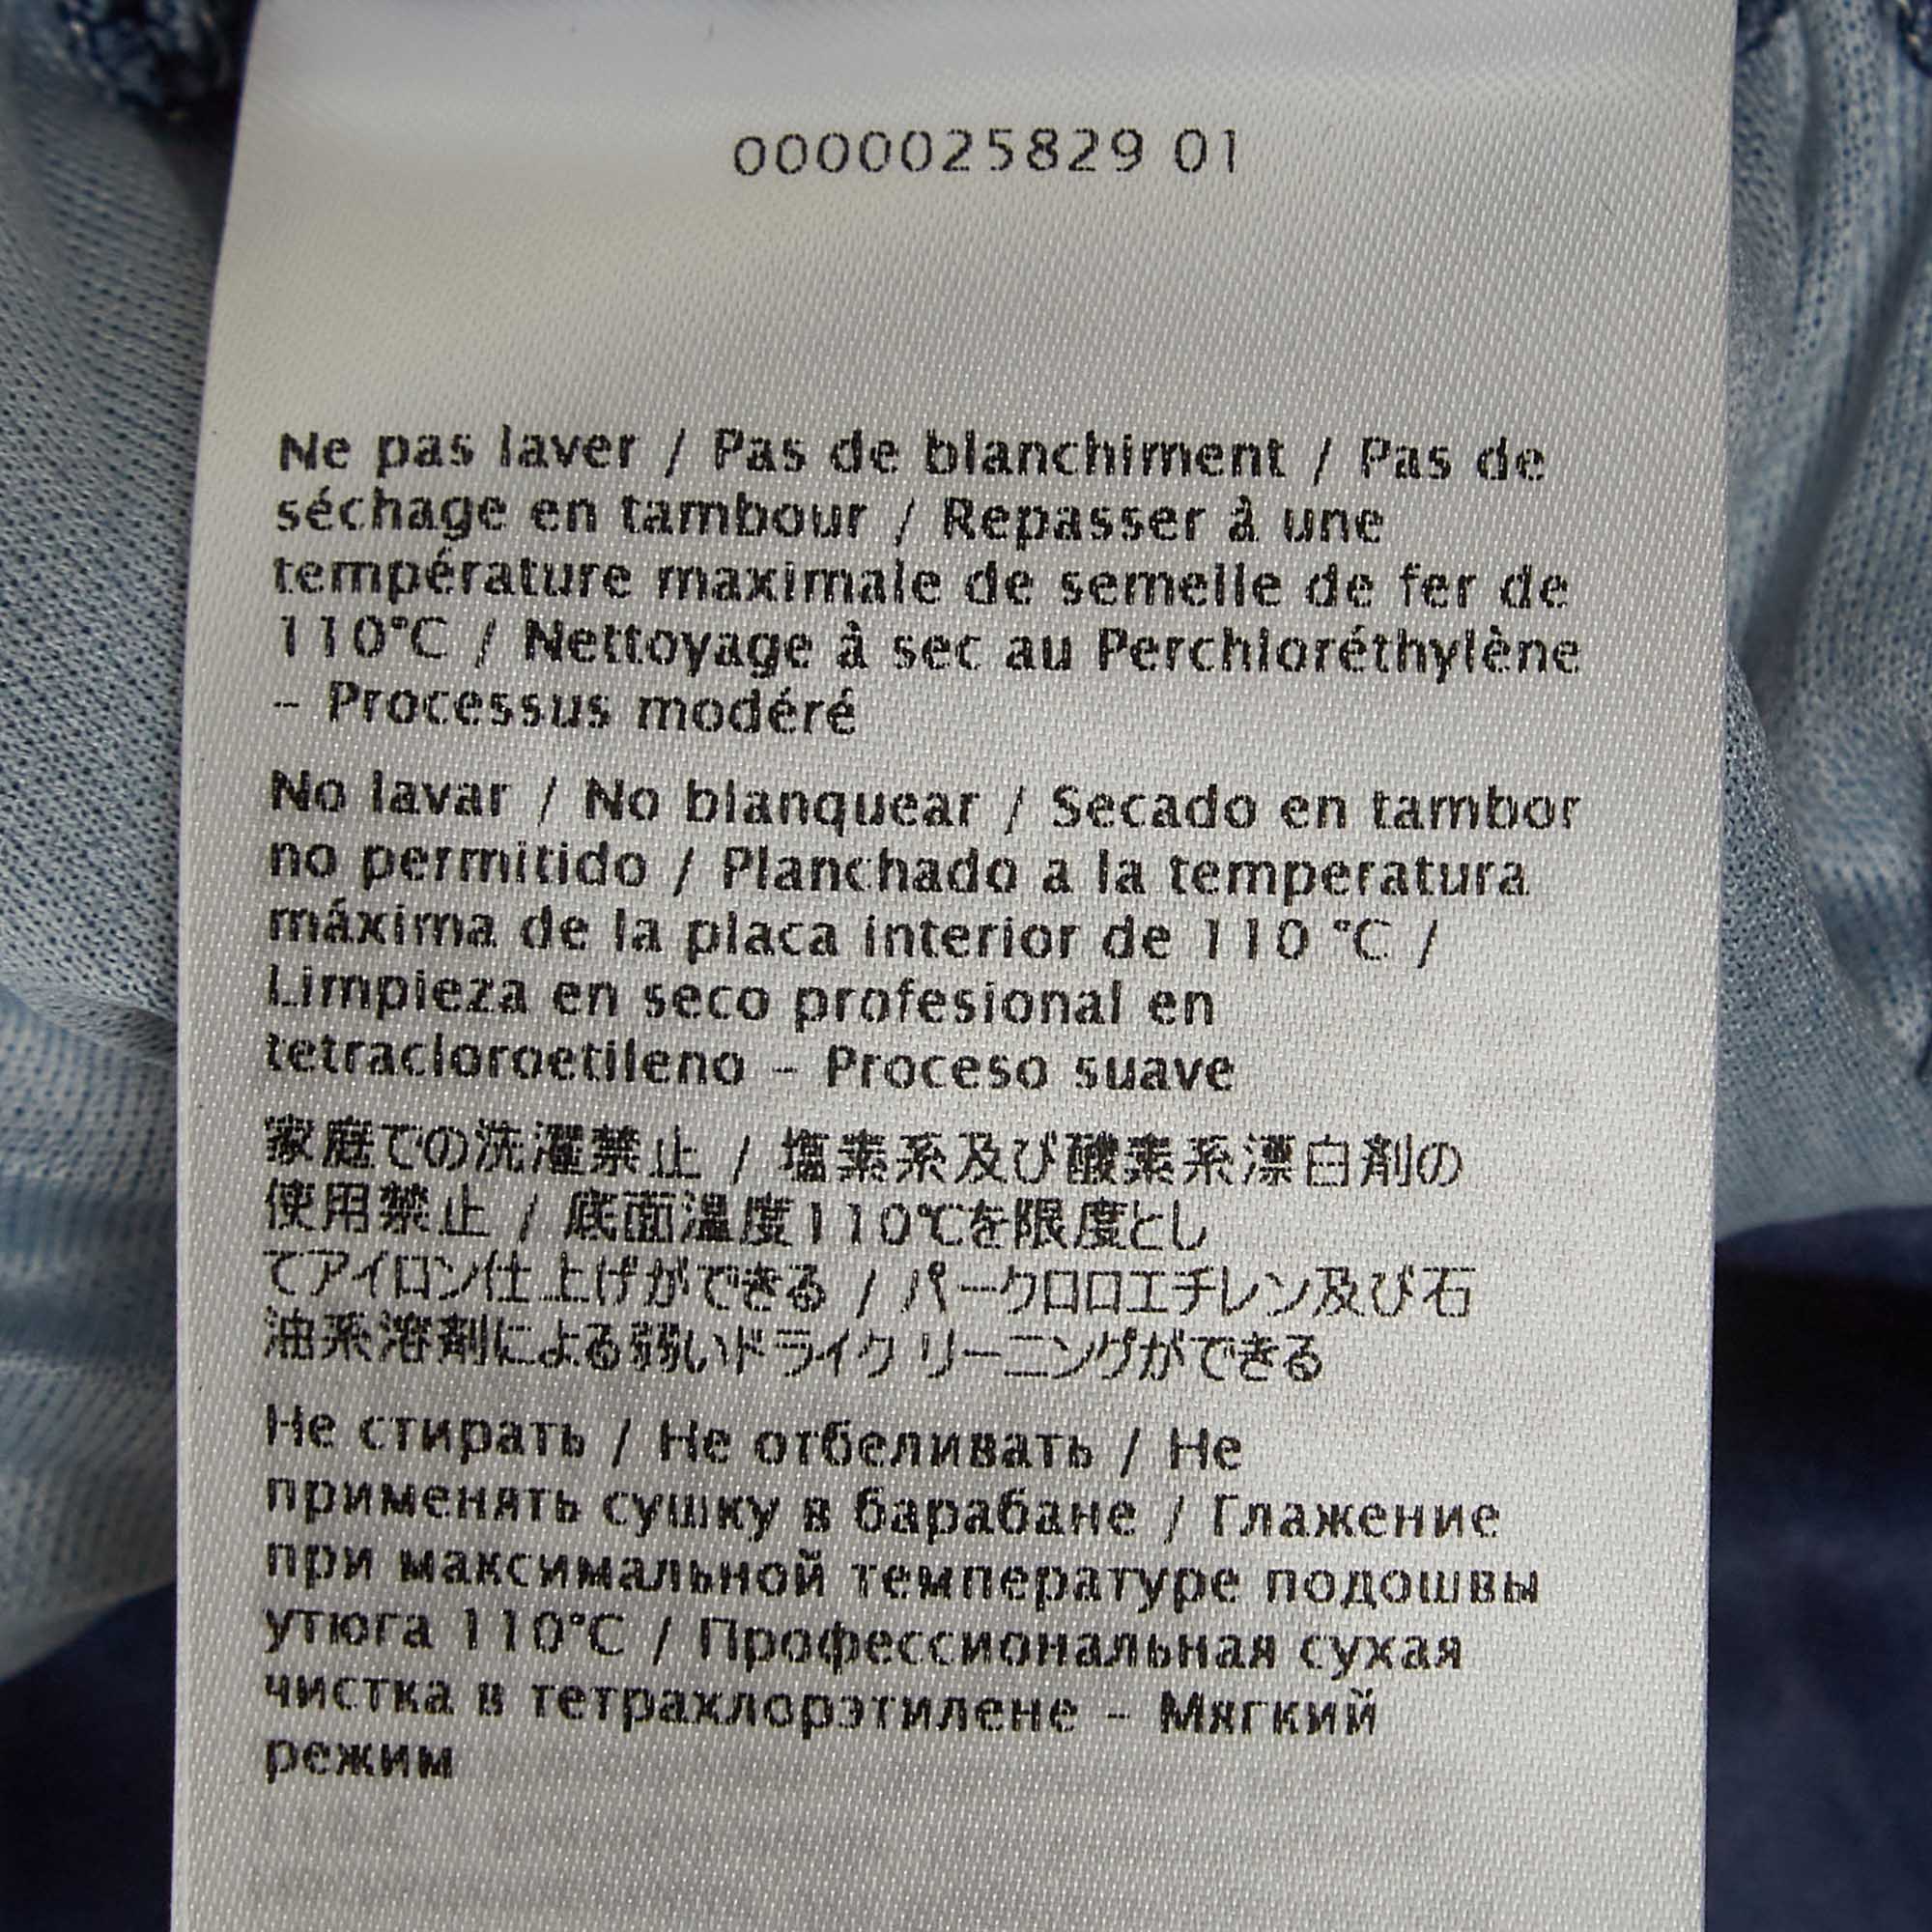 0000025829 01
Ne pas laver / Pas de blanchiment / Pas de
séchage en tambour / Repasser à une
température maximale de semelle de fer de
110°C / Nettoyage à sec au Perchloréthylène
– Processus modéré
No lavar / No blanquear / Secado en tambor
no permitido / Planchado a la temperatura
máxima de la placa interior de 110 °C /
Limpieza en seco profesional en
tetracloroetileno – Proceso suave
家庭での洗濯禁止 / 塩素系及び酸素系漂白剤の
使用禁止 / 底面温度110℃を限度とし
てアイロン仕上げができる / パークロロエチレン及び石
油系溶剤による弱いドライクリーニングができる
Не стирать / Не отбеливать / Не
применять сушку в барабане / Глажение
при максимальной температуре подошвы
утюга 110°C / Профессиональная сухая
чистка в тетрахлорэтилене – Мягкий
режим